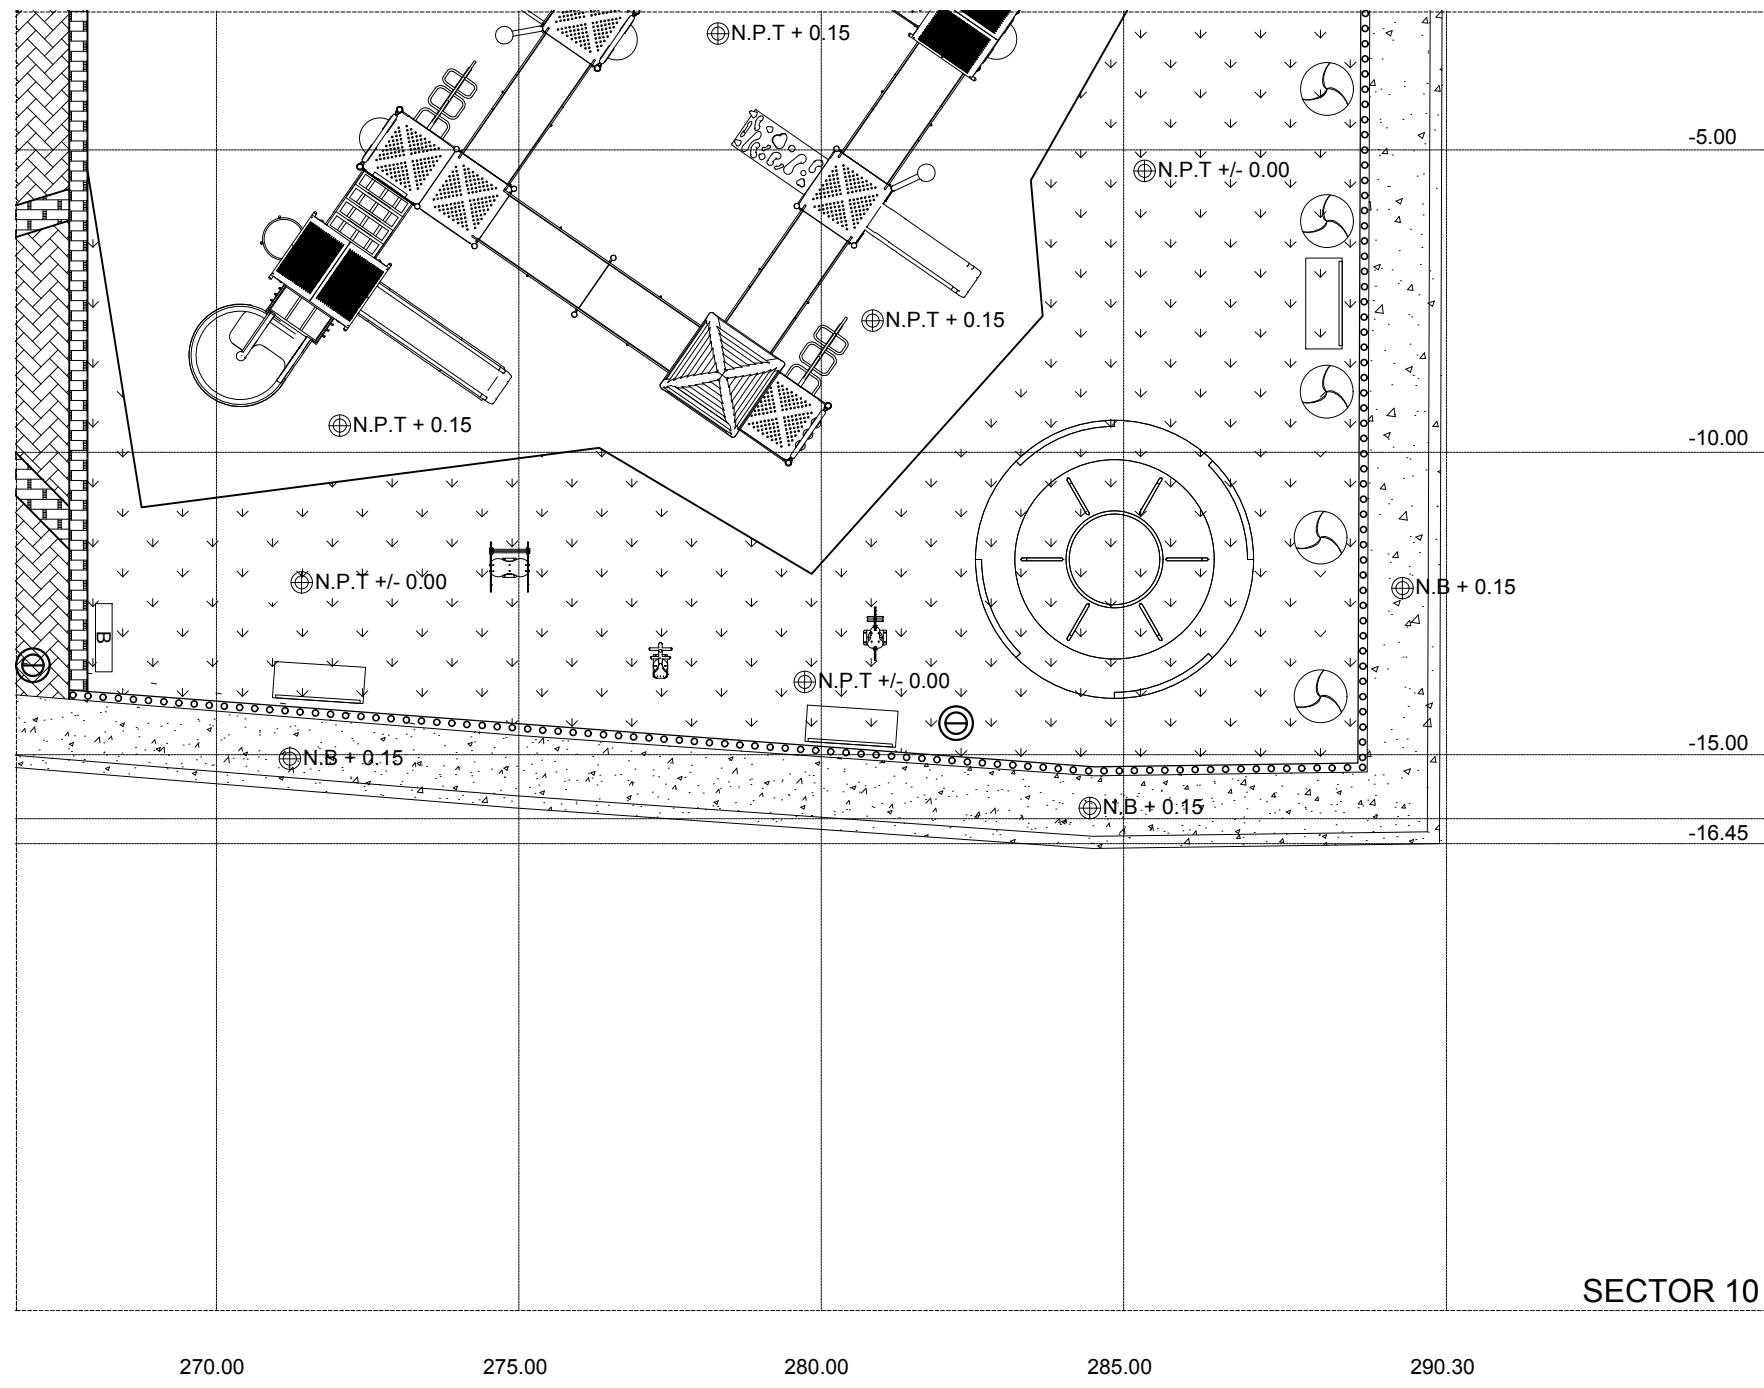 N.P.T + 0.15
-5.00
N.P.T +/- 0.00
N.P.T + 0.15
N.P.T + 0.15
-10.00
N.P.T +/- 0.00
N.B + 0.15
B
N.P.T +/- 0.00
-15.00
N.B + 0.15
N.B + 0.15
-16.45
SECTOR 10
270.00
275.00
280.00
285.00
290.30